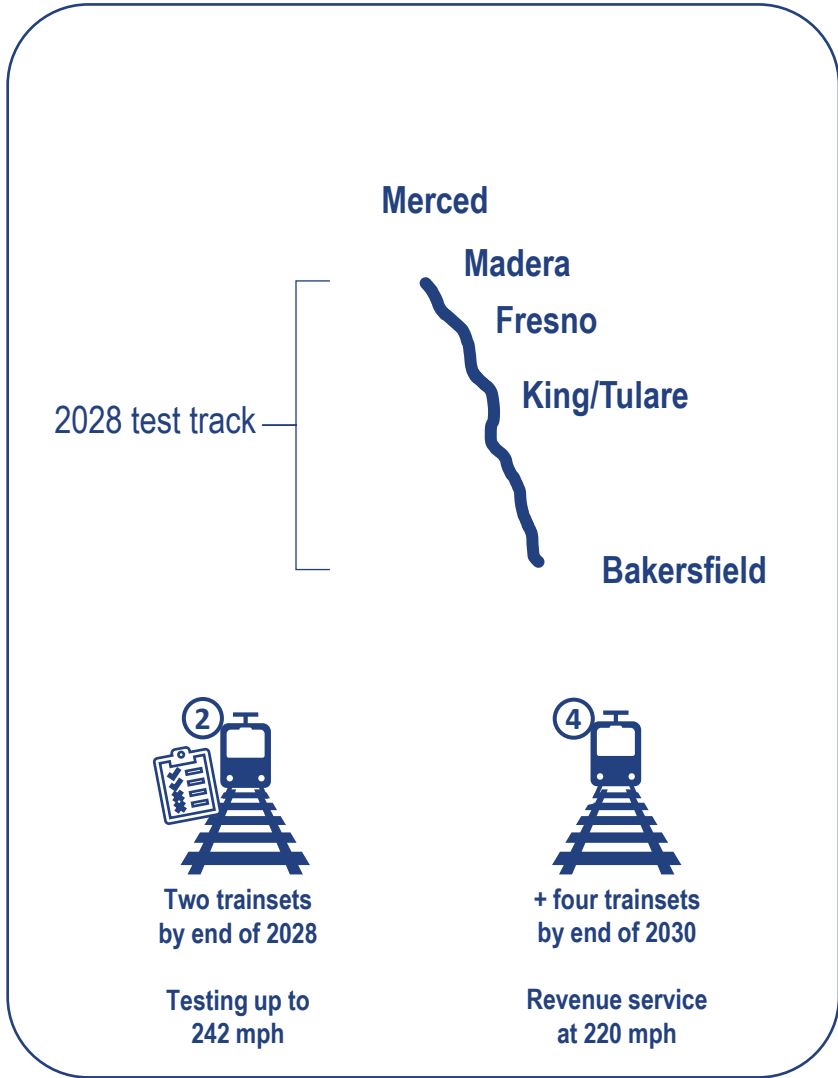 Merced
Madera
Fresno
King/Tulare
2028 test track
Bakersfield
2
4
Two trainsets
by end of 2028
+ four trainsets
by end of 2030
Testing up to
242 mph
Revenue service
at 220 mph